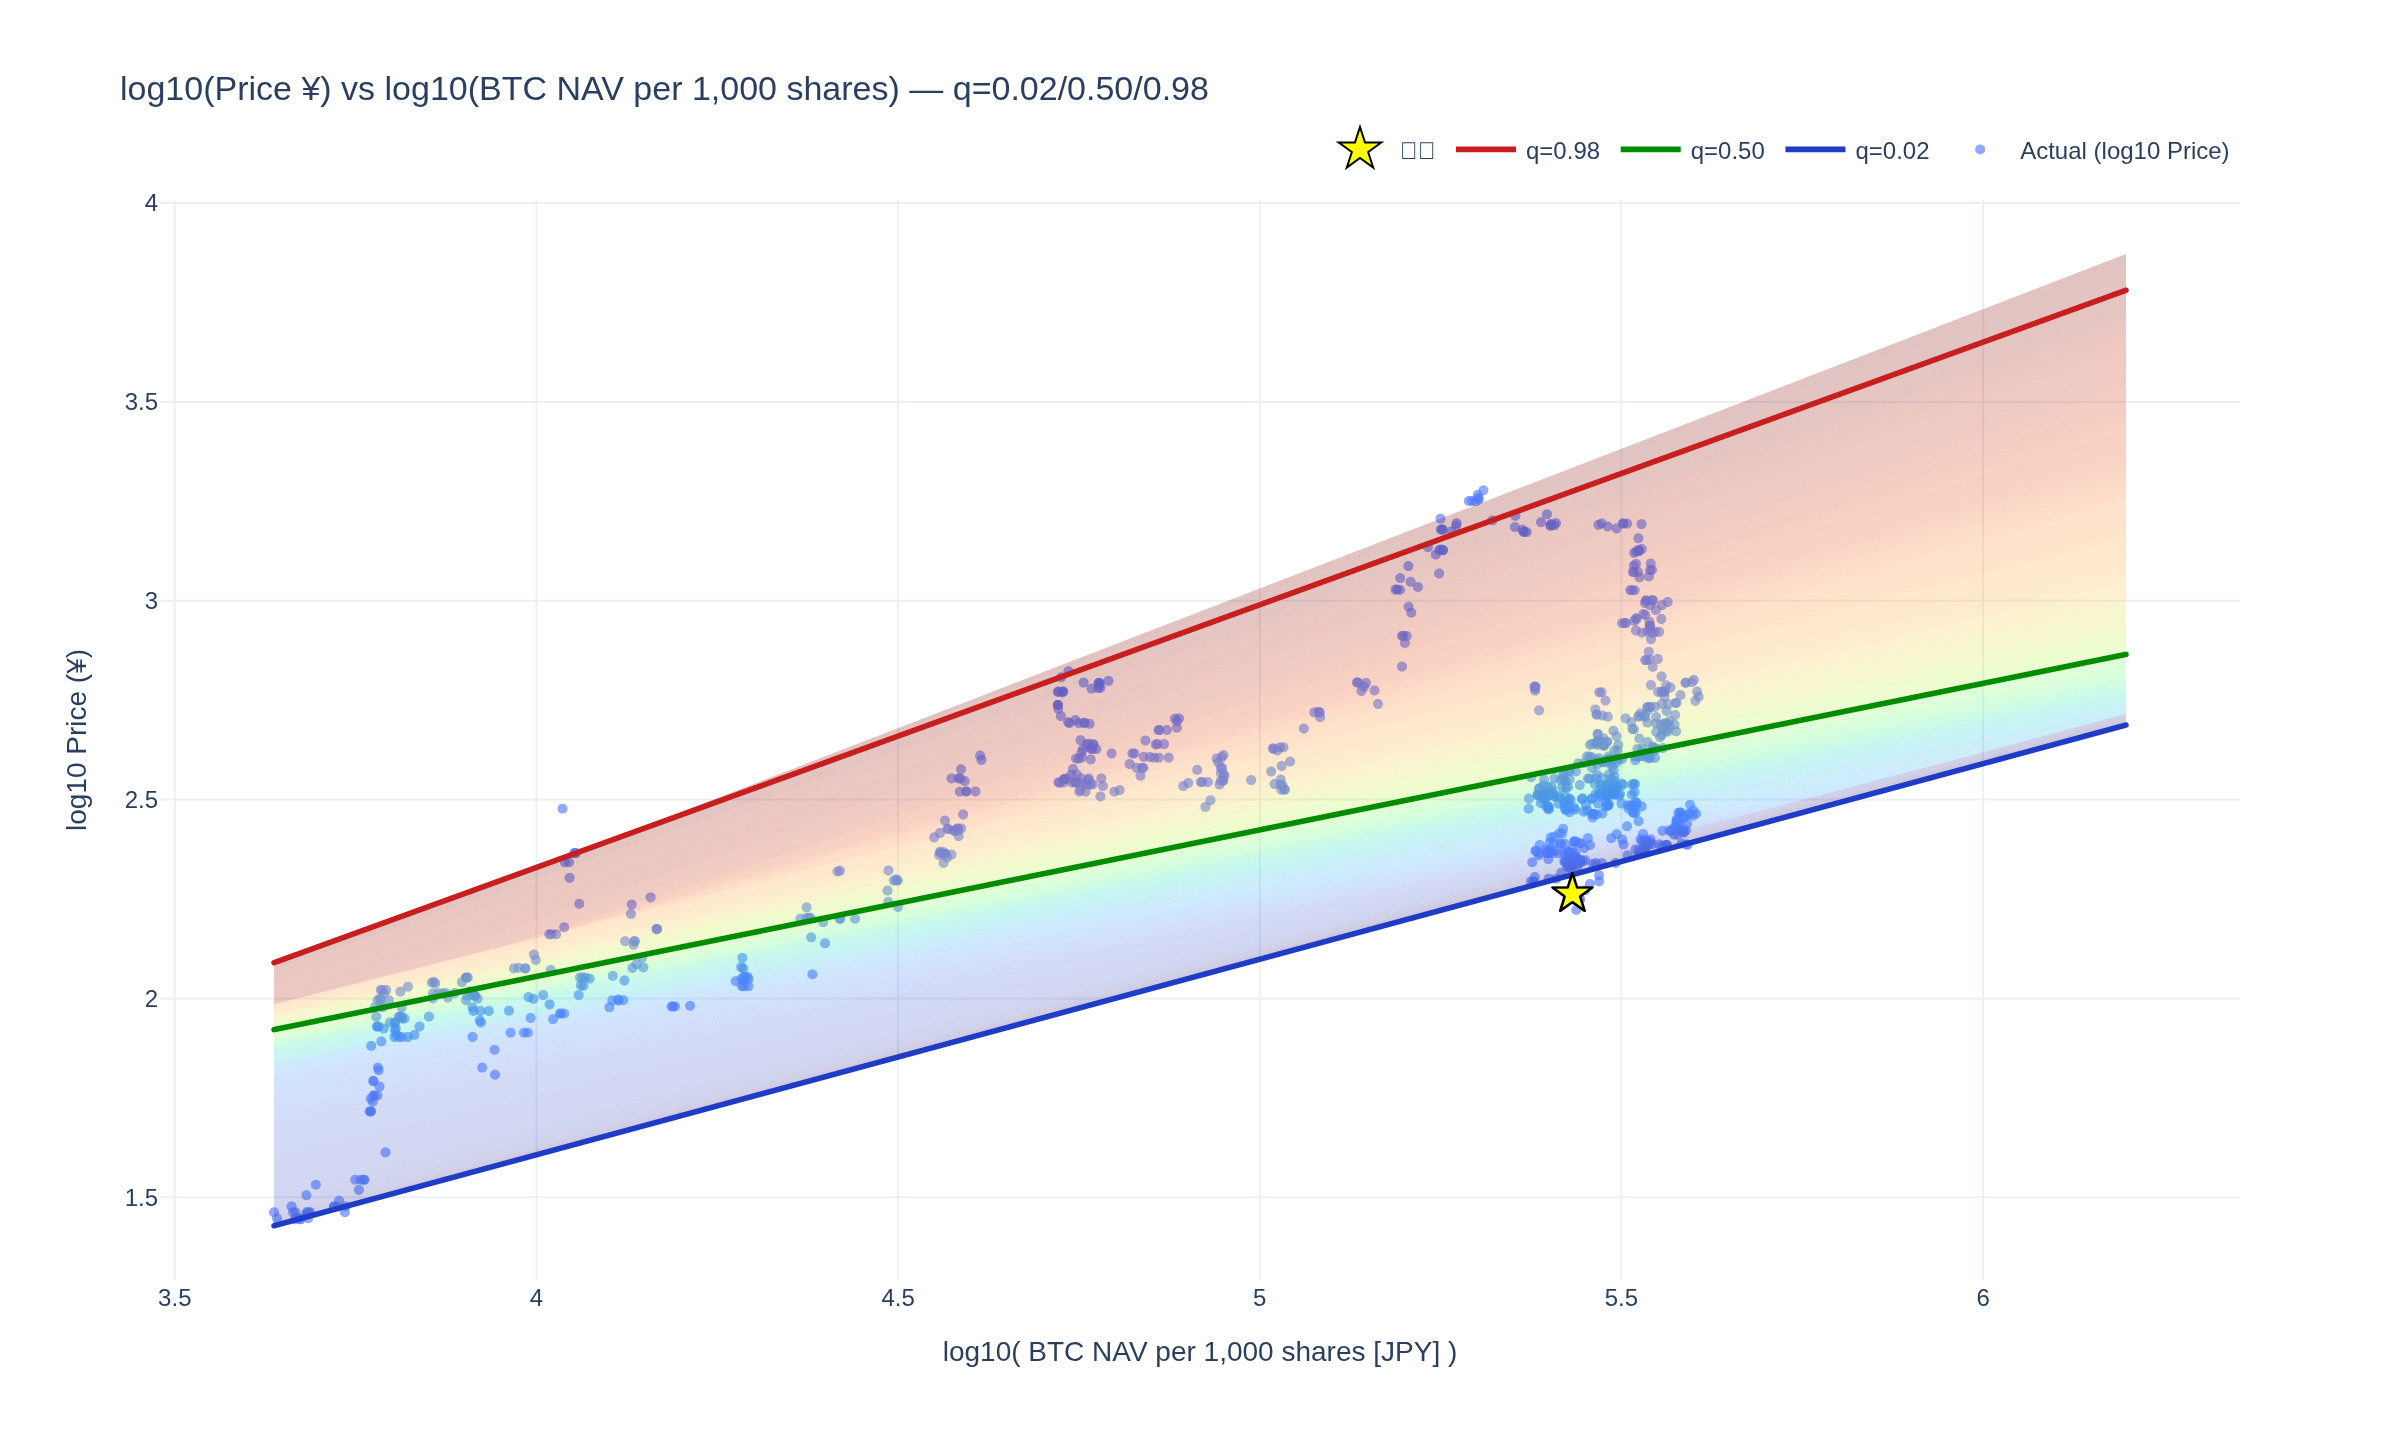 log10(Price ¥) vs log10(BTC NAV per 1,000 shares) — q=0.02/0.50/0.98
q=0.98 q=0.50 q=0.02 Actual (log10 Price)
4
3.5
3
2.5
2
1.5
log10 Price (¥)
3.5 4 4.5 5 5.5 6
log10( BTC NAV per 1,000 shares [JPY] )